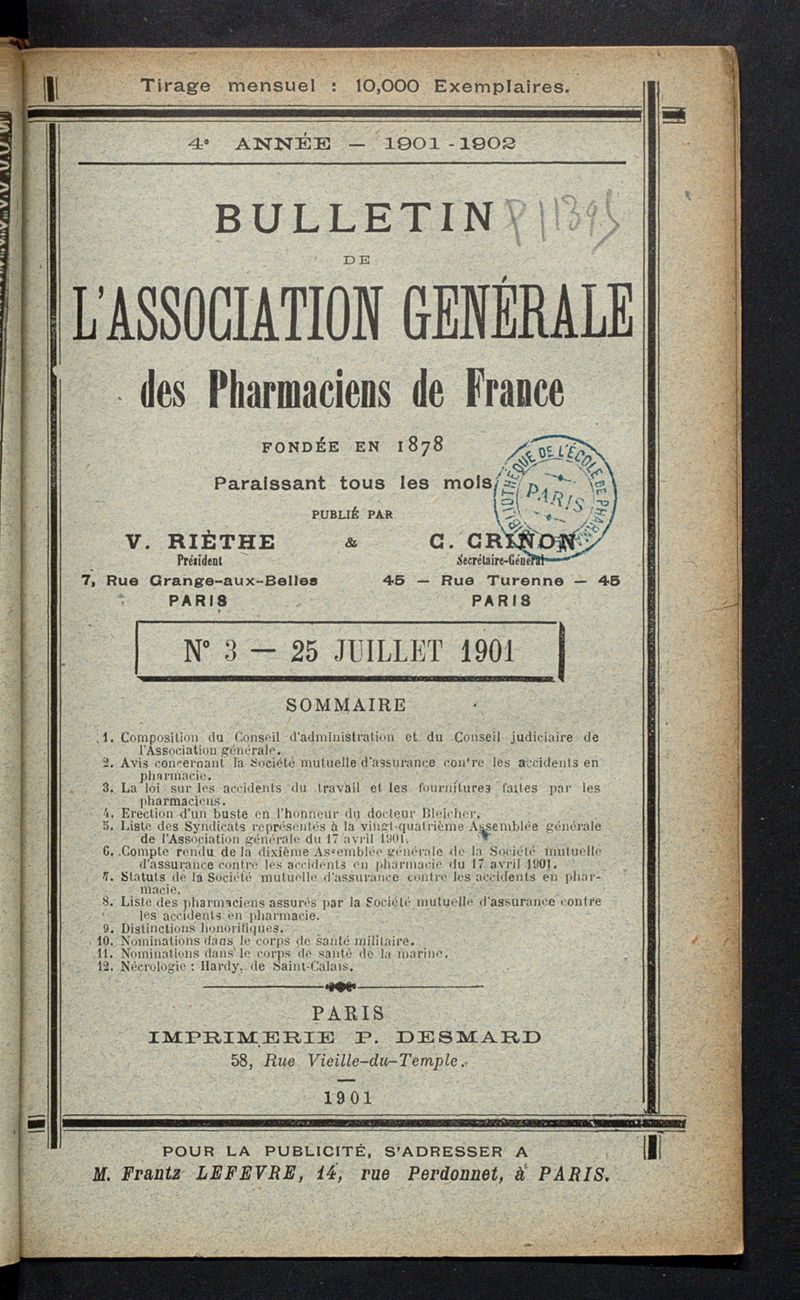 Tirage mensuel : 10,000 Exemplaires.
4e ANNÉE — 1901-1902
BULLETIN
DE
L'ASSOCIATION GENÉRALE
des Pharmaciens de France
FONDÉE EN 1878
Paraissant tous les mois
PUBLIÉ PAR
V. RIÈTHE & C. CRINON
Président Secrétaire-Général
7, Rue Grange-aux-Belles 45 — Rue Turenne — 45
PARIS PARIS
BIBLIOTHÈQUE DE L'ÉCOLE DE PHARMACIE
PARIS
N° 3 — 25 JUILLET 1901
SOMMAIRE
1. Composition du Conseil d'administration et du Conseil judiciaire de
l'Association générale.
2. Avis concernant la Société mutuelle d'assurance contre les accidents en
pharmacie.
3. La loi sur les accidents du travail et les fournitures faites par les
pharmaciens.
4. Erection d'un buste en l'honneur du docteur Bleicher.
5. Liste des Syndicats représentés à la vingt-quatrième Assemblée générale
de l'Association générale du 17 avril 1901.
6. Compte rendu de la dixième Assemblée générale de la Société mutuelle
d'assurance contre les accidents en pharmacie du 17 avril 1901.
7. Statuts de la Société mutuelle d'assurance contre les accidents en phar-
macie.
8. Liste des pharmaciens assurés par la Société mutuelle d'assurance contre
les accidents en pharmacie.
9. Distinctions honorifiques.
10. Nominations dans le corps de santé militaire.
11. Nominations dans le corps de santé de la marine.
12. Nécrologie : Hardy, de Saint-Calais.
PARIS
IMPRIMERIE P. DESMARD
58, Rue Vieille-du-Temple.
1901
POUR LA PUBLICITÉ, S'ADRESSER A
M. Frantz LEFEVRE, 14, rue Perdonnet, à PARIS.